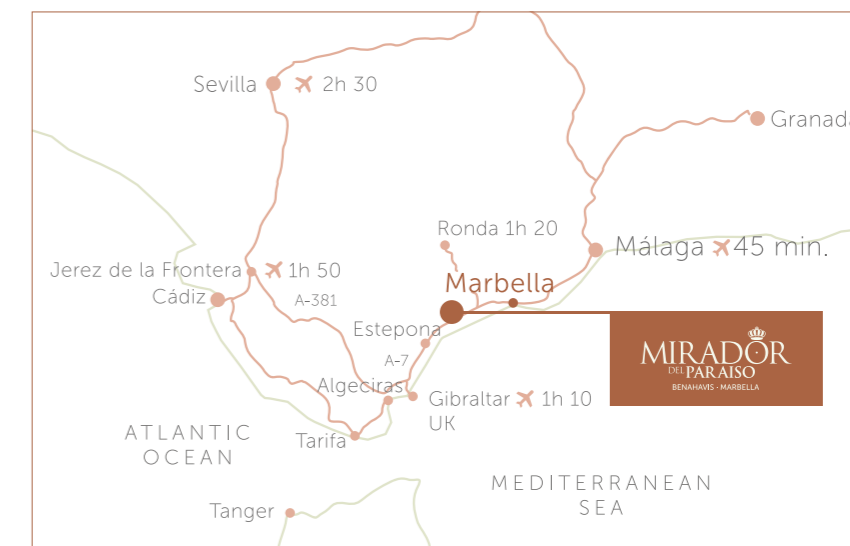 Sevilla 2h 30
Granada
Ronda 1h 20
Málaga 45 min.
Jerez de la Frontera 1h 50
Marbella
Cádiz
A-381
Estepona
MIRADOR
DEL PARAISO
BENAHAVIS · MARBELLA
A-7
Algeciras
Gibraltar 1h 10
UK
ATLANTIC
OCEAN
Tarifa
MEDITERRANEAN
SEA
Tanger